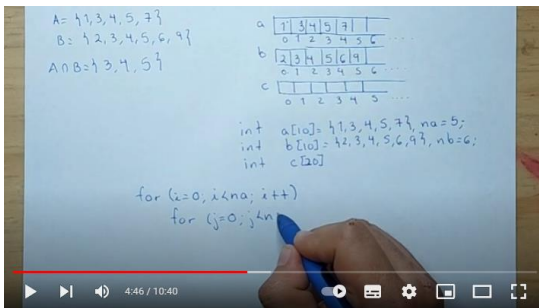 A = {1, 3, 4, 5, 7}
B = {2, 3, 4, 5, 6, 9}
A∩B = {3, 4, 5}
a 1 3 4 5 7
0 1 2 3 4 5 6 ....
b 2 3 4 5 6 9
0 1 2 3 4 5 6 ....
c
0 1 2 3 4 5 ....
int a[10] = {1, 3, 4, 5, 7}, na = 5;
int b[10] = {2, 3, 4, 5, 6, 9}, nb = 6;
int c[20]
for (i=0; i<na; i++)
for (j=0; j<n
4:46 / 10:40